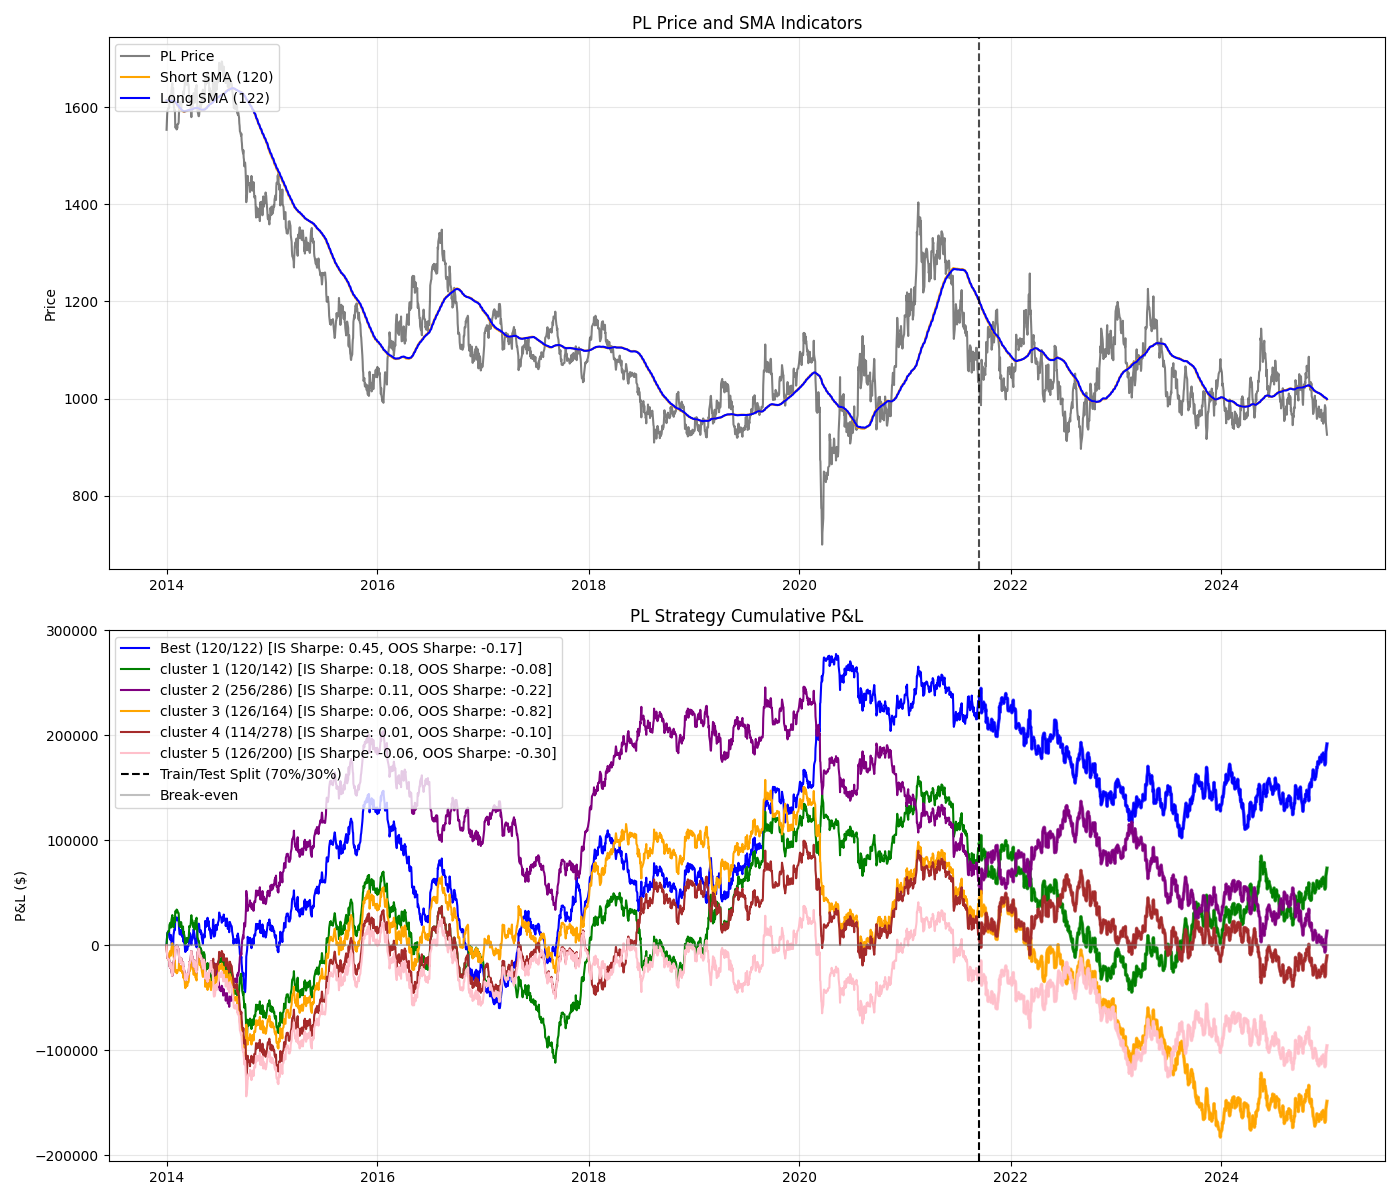 PL Price and SMA Indicators
PL Price
Short SMA (120)
Long SMA (122)
1600
1400
1200
1000
800
Price
2014
2016
2018
2020
2022
2024
PL Strategy Cumulative P&L
Best (120/122) [IS Sharpe: 0.45, OOS Sharpe: -0.17]
cluster 1 (120/142) [IS Sharpe: 0.18, OOS Sharpe: -0.08]
cluster 2 (256/286) [IS Sharpe: 0.11, OOS Sharpe: -0.22]
cluster 3 (126/164) [IS Sharpe: 0.06, OOS Sharpe: -0.82]
cluster 4 (114/278) [IS Sharpe: 0.01, OOS Sharpe: -0.10]
cluster 5 (126/200) [IS Sharpe: -0.06, OOS Sharpe: -0.30]
Train/Test Split (70%/30%)
Break-even
300000
200000
100000
0
−100000
−200000
P&L ($)
2014
2016
2018
2020
2022
2024